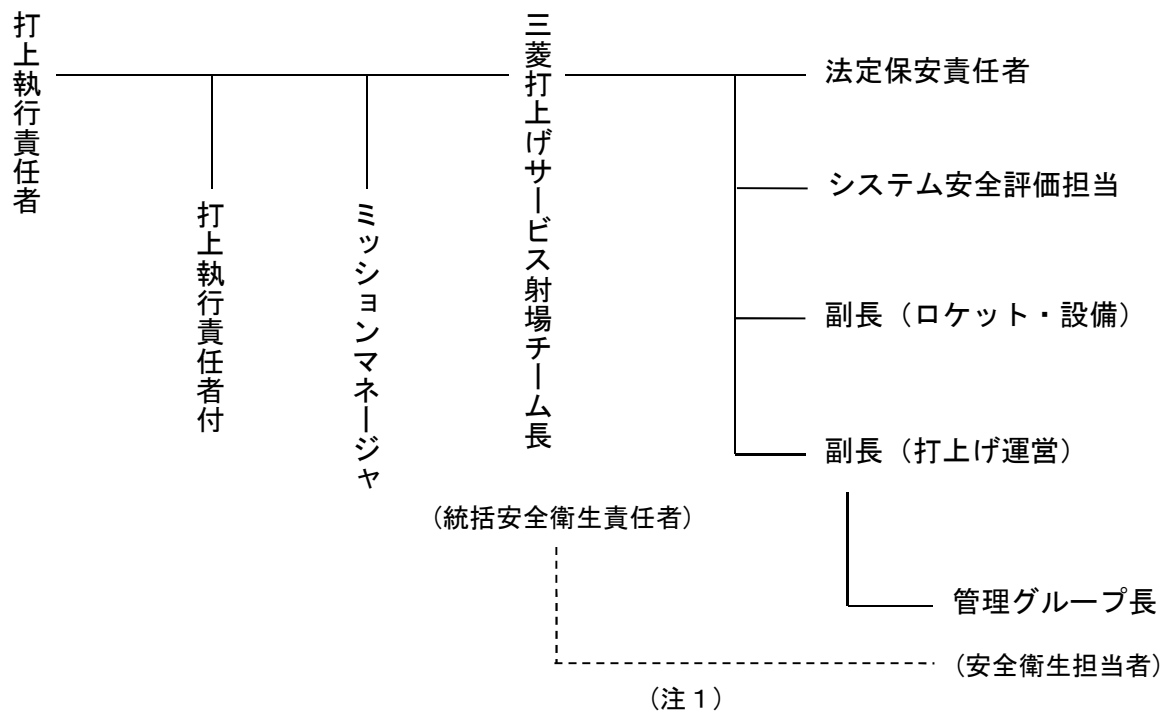 打上執行責任者
打上執行責任者付
ミッションマネージャ
三菱打上げサービス射場チーム長
(統括安全衛生責任者)
法定保安責任者
システム安全評価担当
副長(ロケット・設備)
副長(打上げ運営)
管理グループ長
(安全衛生担当者)
(注1)